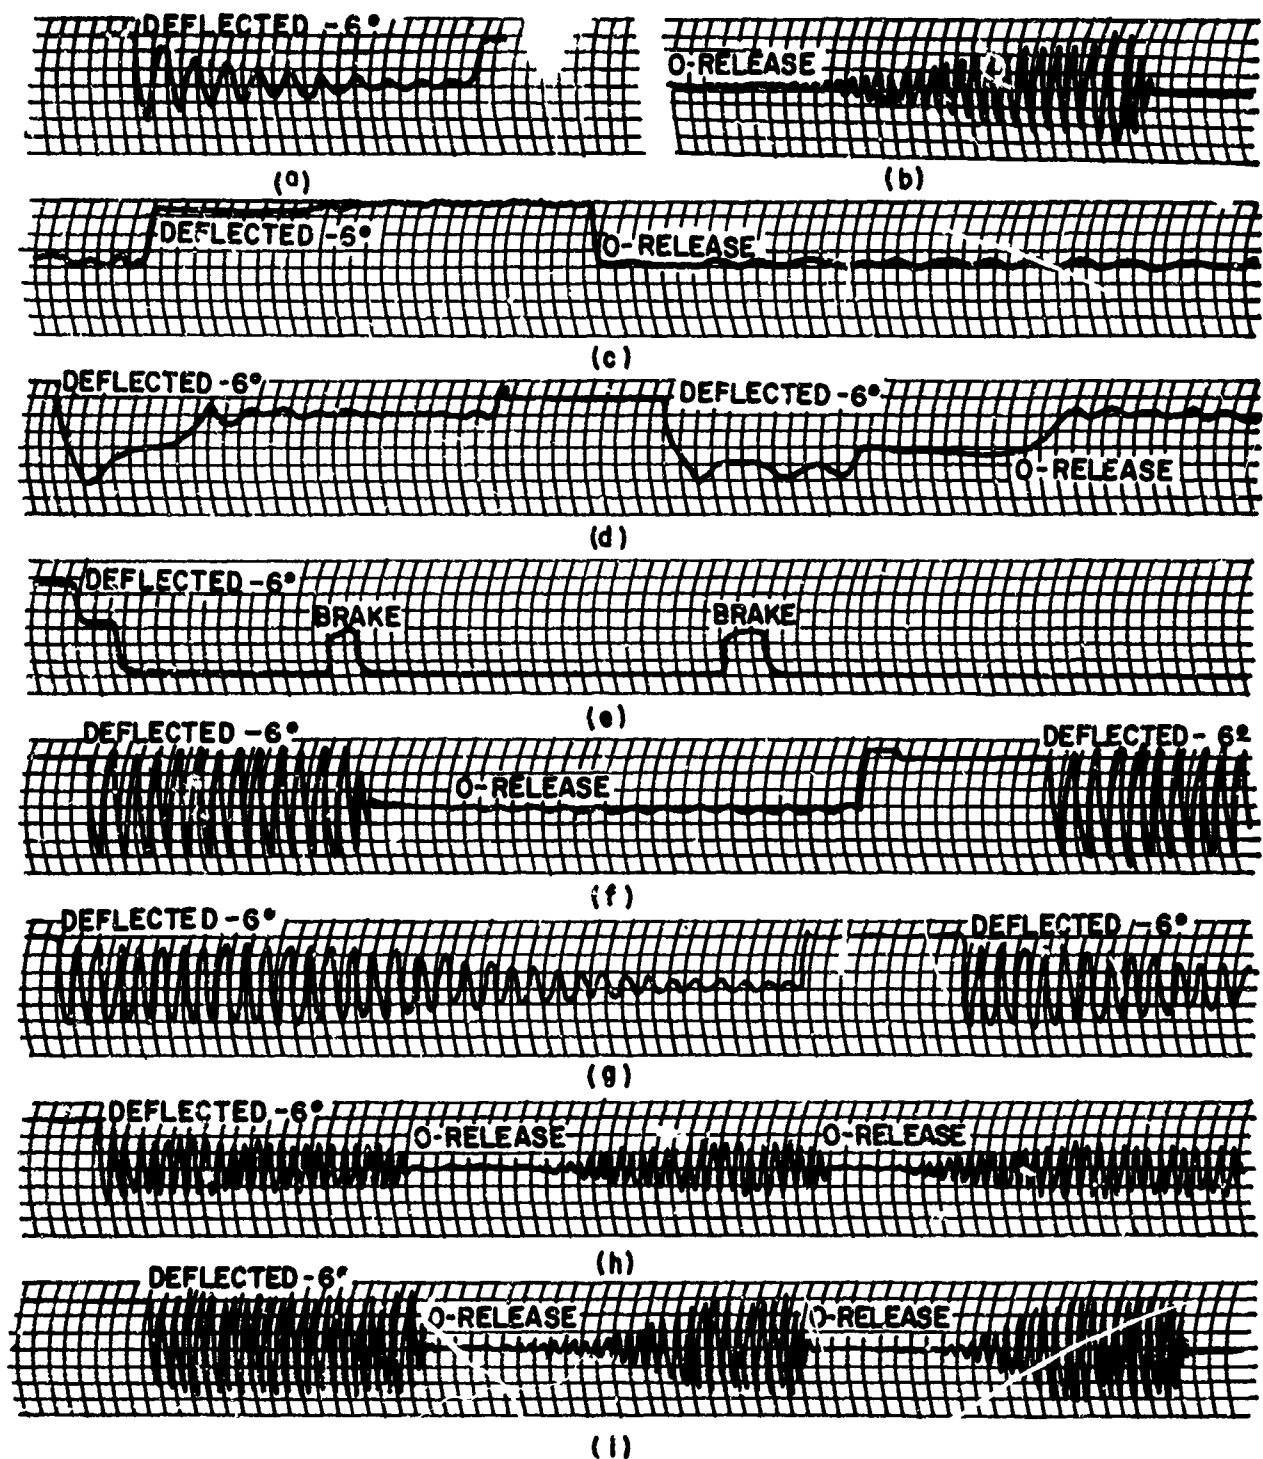 DEFLECTED -6°
O-RELEASE
(a)
(b)
DEFLECTED -6°
O-RELEASE
(c)
DEFLECTED -6°
DEFLECTED -6°
O-RELEASE
(d)
DEFLECTED -6°
BRAKE
BRAKE
(e)
DEFLECTED -6°
DEFLECTED - 6°
O-RELEASE
(f)
DEFLECTED -6°
DEFLECTED -6°
(g)
DEFLECTED -6°
O-RELEASE
O-RELEASE
(h)
DEFLECTED -6°
O-RELEASE
O-RELEASE
(i)